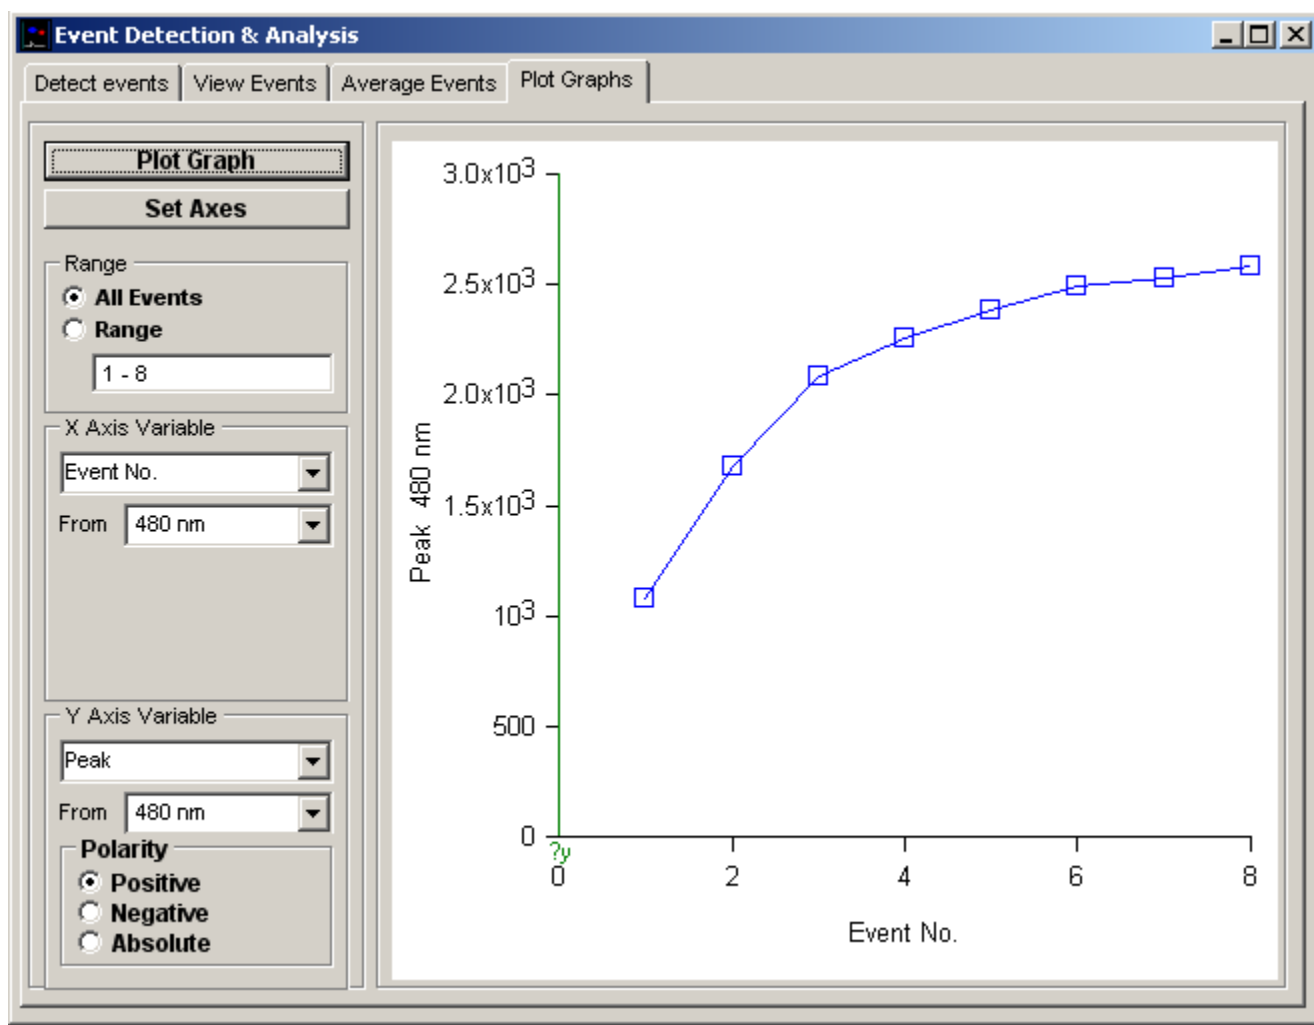 Event Detection & Analysis
Detect events View Events Average Events Plot Graphs
Plot Graph
Set Axes
Range
All Events
Range
1 - 8
X Axis Variable
Event No.
From 480 nm
Y Axis Variable
Peak
From 480 nm
Polarity
Positive
Negative
Absolute
3.0x10³
2.5x10³
2.0x10³
1.5x10³
10³
500
0
Peak 480 nm
?y
0 2 4 6 8
Event No.